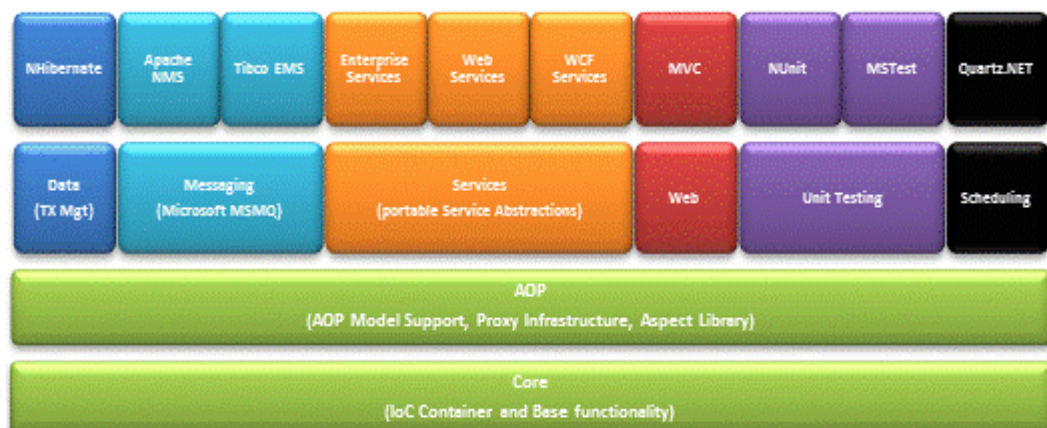 NHibernate
Apache
NMS
Tibco EMS
Enterprise
Services
Web
Services
WCF
Services
MVC
NUnit
MSTest
Quartz.NET
Data
(TX Mgt)
Messaging
(Microsoft MSMQ)
Services
(portable Service Abstractions)
Web
Unit Testing
Scheduling
AOP
(AOP Model Support, Proxy Infrastructure, Aspect Library)
Core
(IoC Container and Base functionality)